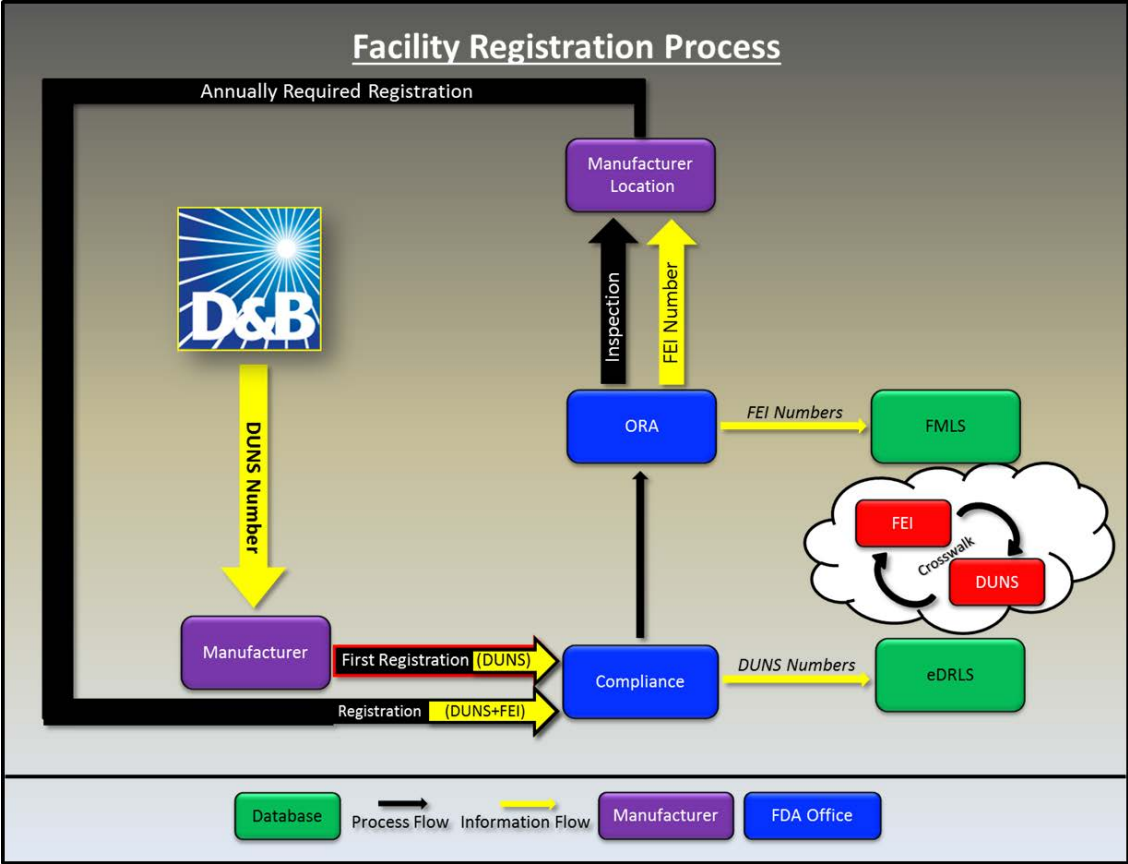 Facility Registration Process
Annually Required Registration
Manufacturer
Location
D&B
Inspection
FEI Number
DUNS Number
ORA
FEI Numbers
FMLS
FEI
Crosswalk
DUNS
Manufacturer
First Registration (DUNS)
Compliance
DUNS Numbers
eDRLS
Registration (DUNS+FEI)
Database
Process Flow
Information Flow
Manufacturer
FDA Office